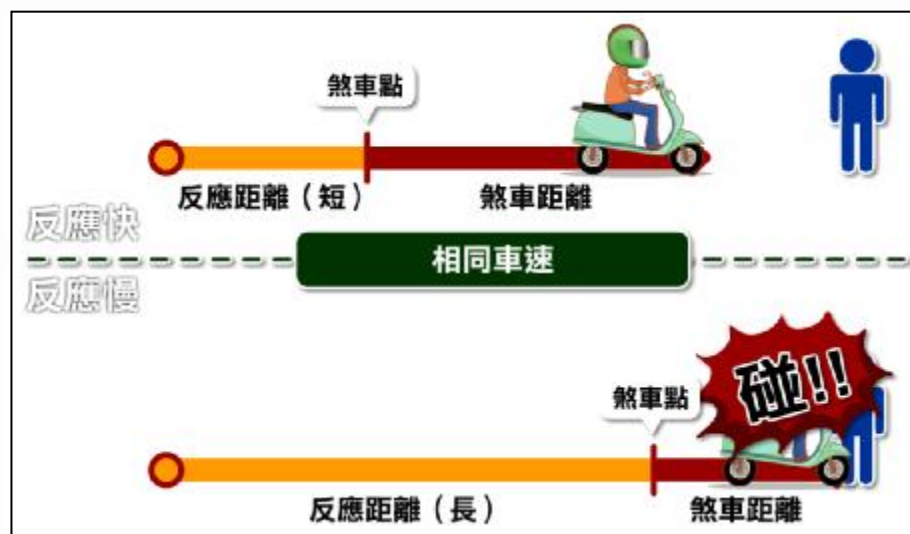 煞車點
反應距離（短）
煞車距離
反應快
相同車速
反應慢
碰!!
煞車點
反應距離（長）
煞車距離